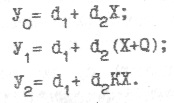 y₀= d₁+ d₂X;
y₁= d₁+ d₂(X+Q);
y₂= d₁+ d₂KX.